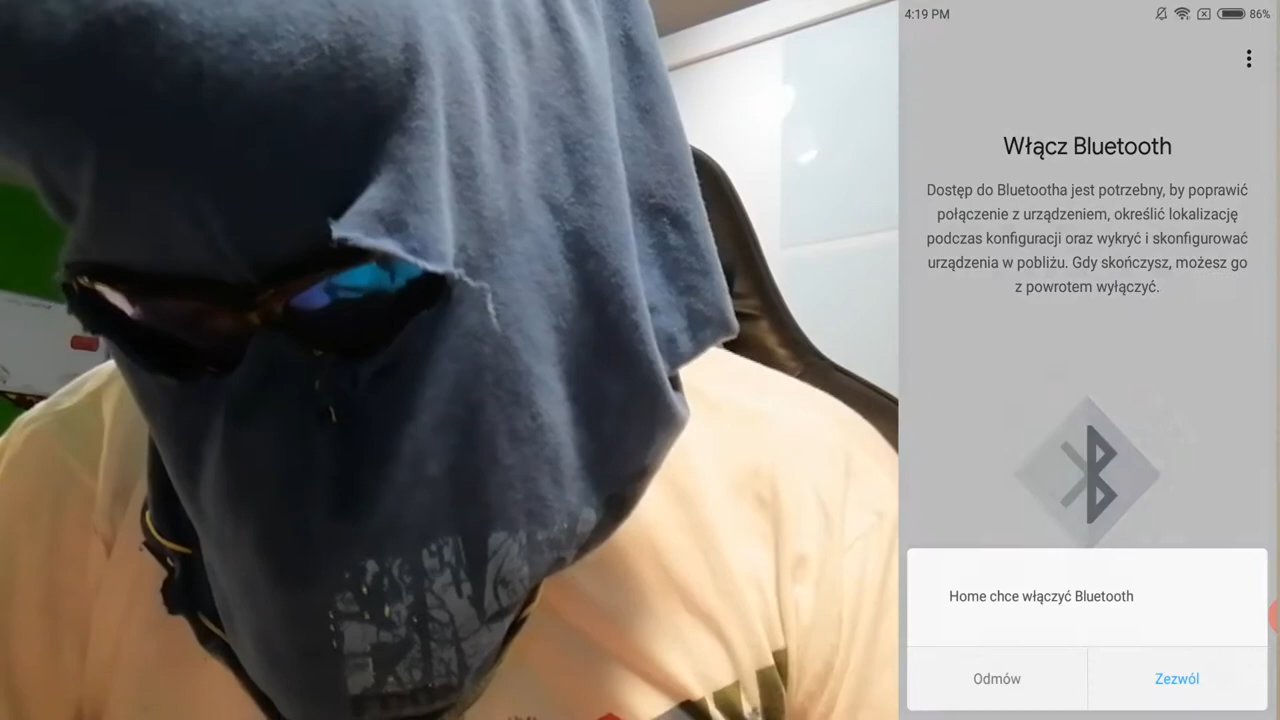 4:19 PM
86%
Włącz Bluetooth
Dostęp do Bluetootha jest potrzebny, by poprawić
połączenie z urządzeniem, określić lokalizację
podczas konfiguracji oraz wykryć i skonfigurować
urządzenia w pobliżu. Gdy skończysz, możesz go
z powrotem wyłączyć.
Home chce włączyć Bluetooth
Odmów
Zezwól